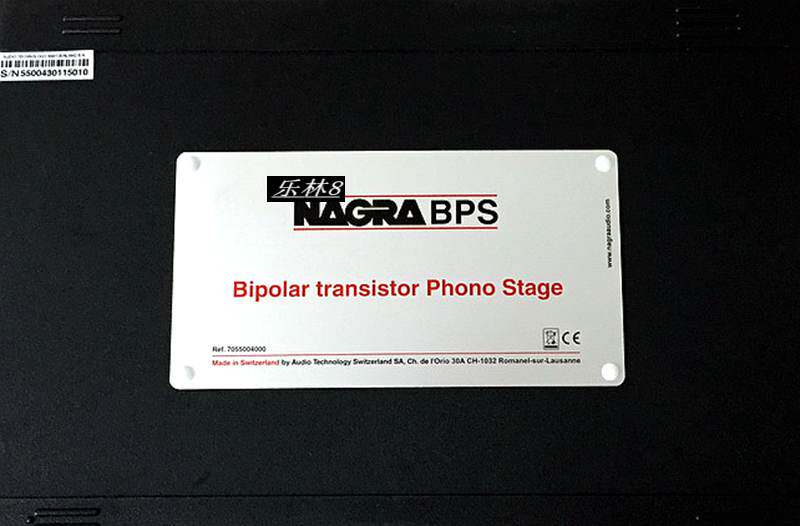 S/N 5500430115010
乐林8
NAGRA BPS
www.nagraaudio.com
Bipolar transistor Phono Stage
CE
Ref. 7055004000
Made in Switzerland by Audio Technology Switzerland SA, Ch. de l'Orio 30A CH-1032 Romanel-sur-Lausanne